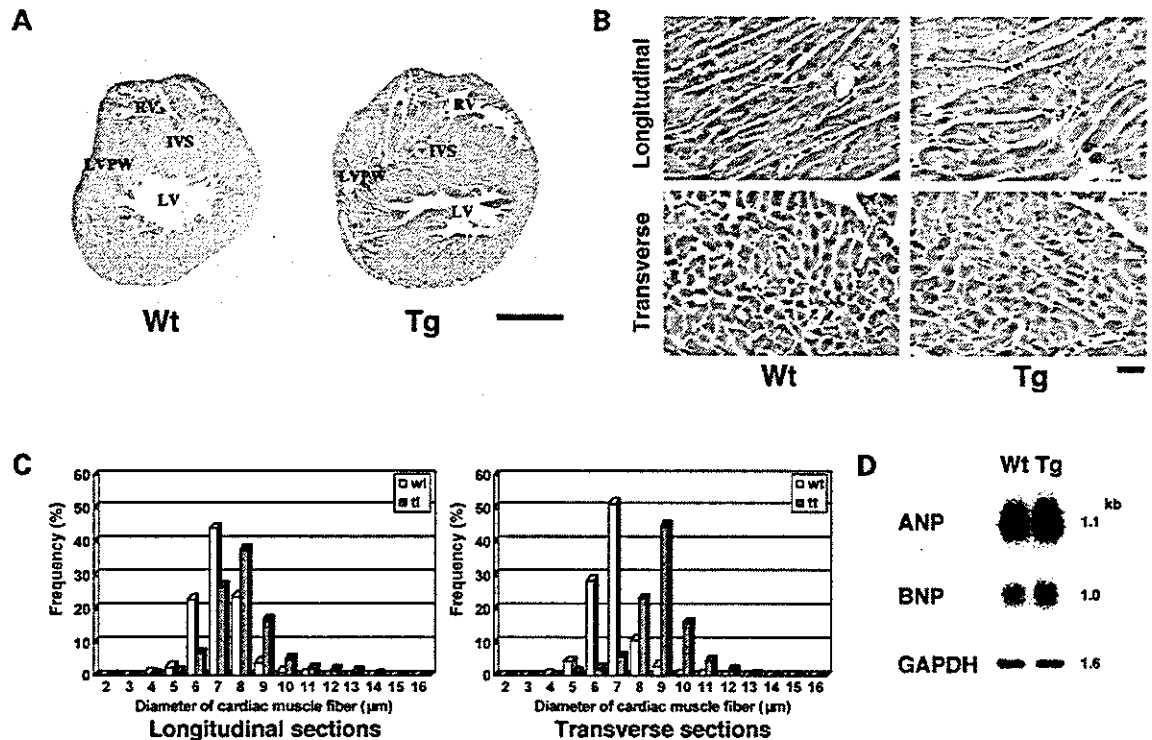 A
RV
IVS
LVPW
LV
Wt
RV
IVS
LVPW
LV
Tg
B
Longitudinal
Transverse
Wt
Tg
C
Frequency (%)
60
50
40
30
20
10
0
wt
2 3 4 5 6 7 8 9 10 11 12 13 14 15 16
Diameter of cardiac muscle fiber (µm)
Longitudinal sections
Frequency (%)
60
50
40
30
20
10
0
wt
2 3 4 5 6 7 8 9 10 11 12 13 14 15 16
Diameter of cardiac muscle fiber (µm)
Transverse sections
D
Wt Tg
kb
ANP 1.1
BNP 1.0
GAPDH 1.6